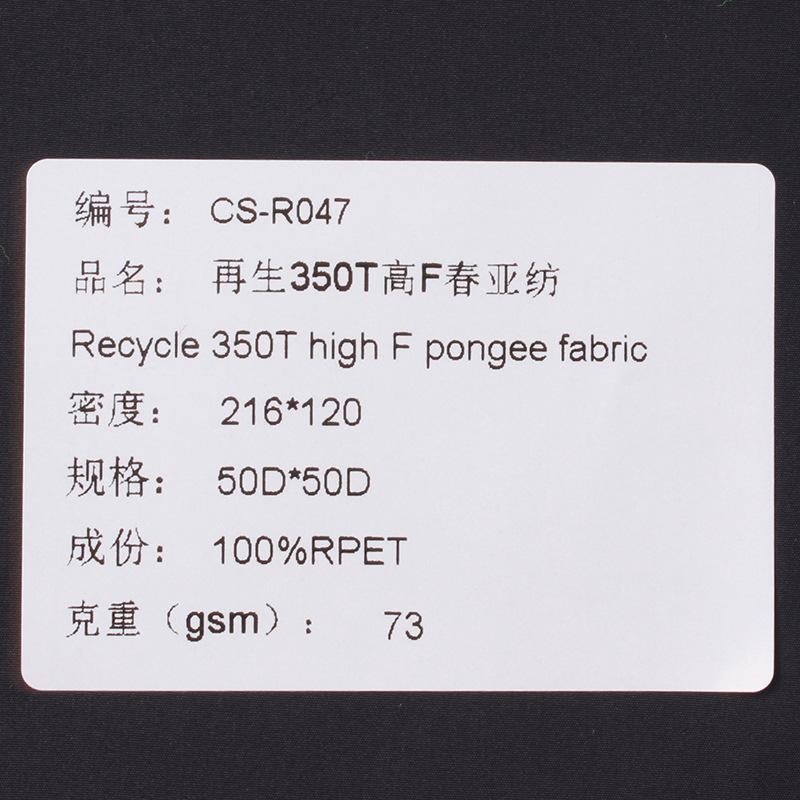 编号： CS-R047
品名： 再生350T高F春亚纺
Recycle 350T high F pongee fabric
密度： 216*120
规格： 50D*50D
成份： 100%RPET
克重（gsm）： 73